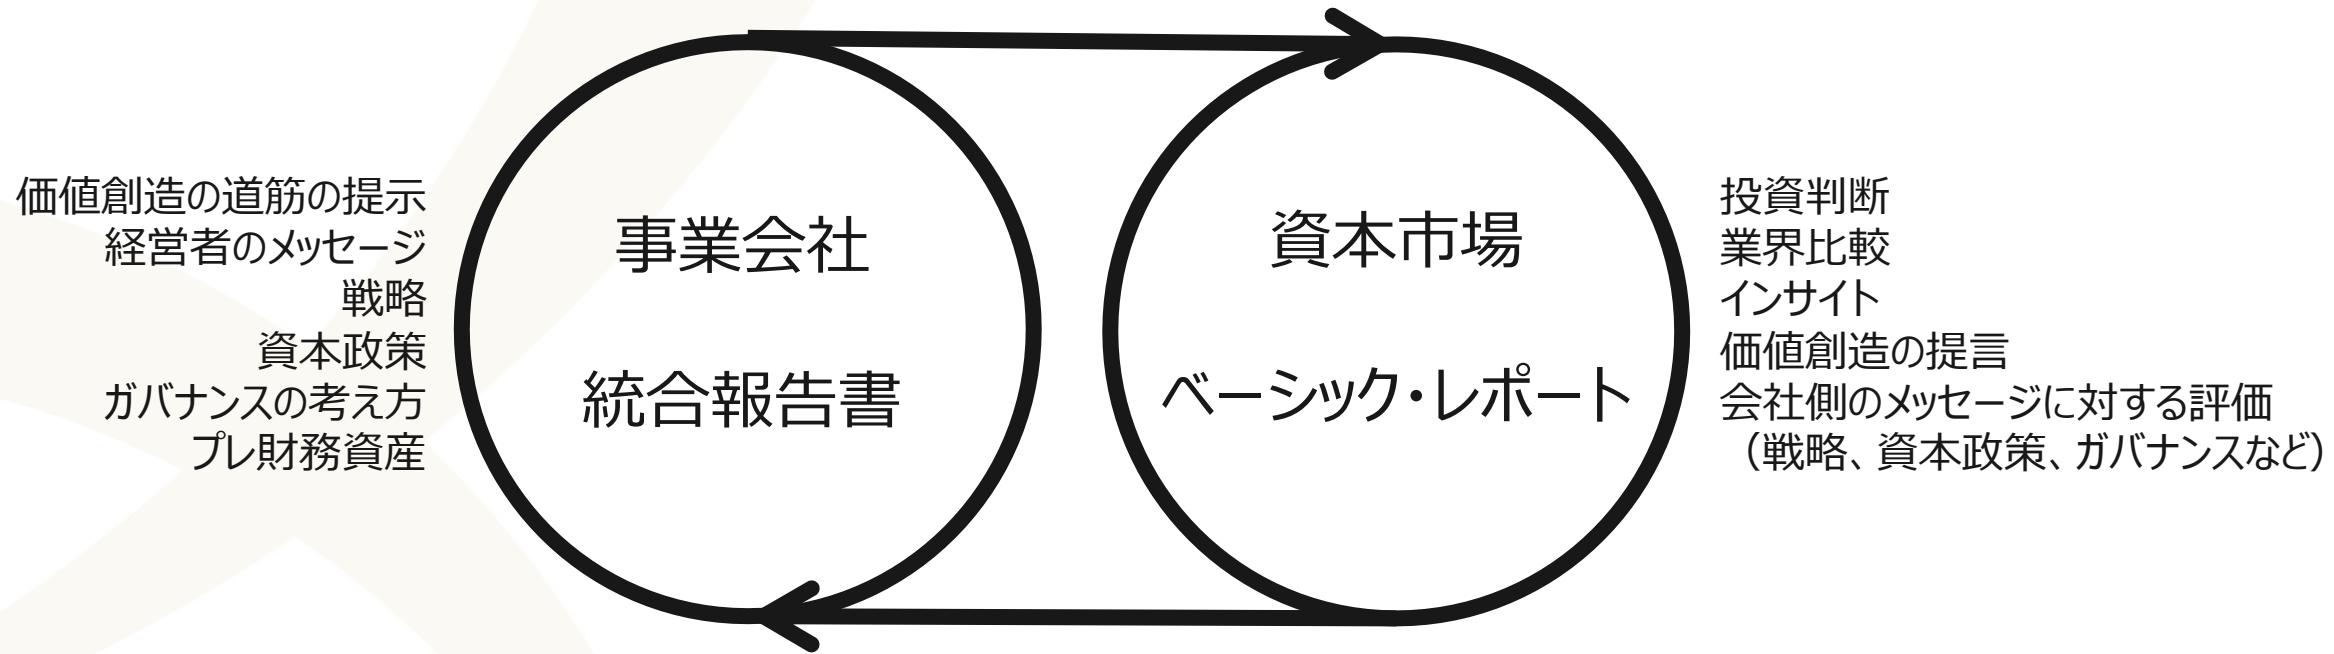 価値創造の道筋の提示
経営者のメッセージ
戦略
資本政策
ガバナンスの考え方
プレ財務資産
事業会社
統合報告書
資本市場
ベーシック・レポート
投資判断
業界比較
インサイト
価値創造の提言
会社側のメッセージに対する評価
（戦略、資本政策、ガバナンスなど）